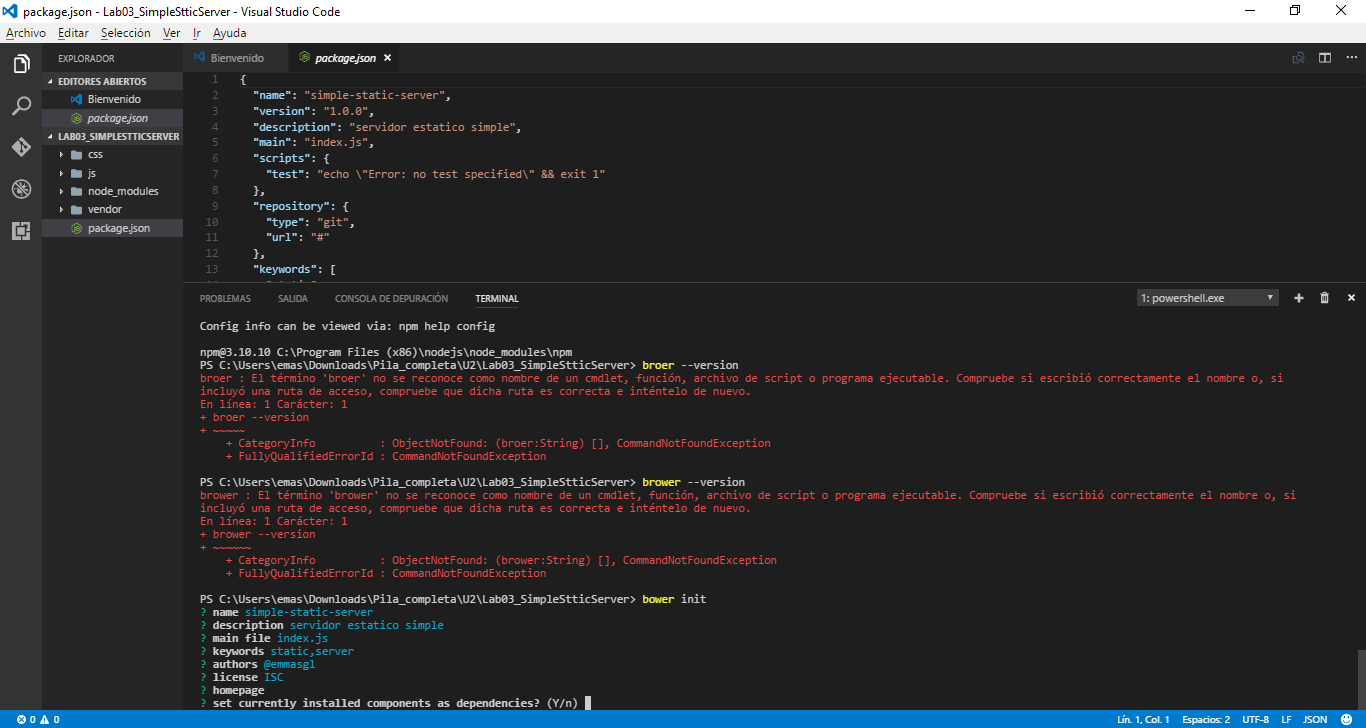 package.json - Lab03_SimpleStticServer - Visual Studio Code
Archivo Editar Selección Ver Ir Ayuda
EXPLORADOR
EDITORES ABIERTOS
Bienvenido
package.json
LAB03_SIMPLESTTICSERVER
css
js
node_modules
vendor
package.json
Bienvenido package.json
1 {
2 "name": "simple-static-server",
3 "version": "1.0.0",
4 "description": "servidor estatico simple",
5 "main": "index.js",
6 "scripts": {
7 "test": "echo \"Error: no test specified\" && exit 1"
8 },
9 "repository": {
10 "type": "git",
11 "url": "#"
12 },
13 "keywords": [
PROBLEMAS SALIDA CONSOLA DE DEPURACIÓN TERMINAL
1: powershell.exe
Config info can be viewed via: npm help config
npm@3.10.10 C:\Program Files (x86)\nodejs\node_modules\npm
PS C:\Users\emas\Downloads\Pila_completa\U2\Lab03_SimpleStticServer> broer --version
broer : El término 'broer' no se reconoce como nombre de un cmdlet, función, archivo de script o programa ejecutable. Compruebe si escribió correctamente el nombre o, si
incluyó una ruta de acceso, compruebe que dicha ruta es correcta e inténtelo de nuevo.
En línea: 1 Carácter: 1
+ broer --version
+ ~~~~~
+ CategoryInfo : ObjectNotFound: (broer:String) [], CommandNotFoundException
+ FullyQualifiedErrorId : CommandNotFoundException
PS C:\Users\emas\Downloads\Pila_completa\U2\Lab03_SimpleStticServer> brower --version
brower : El término 'brower' no se reconoce como nombre de un cmdlet, función, archivo de script o programa ejecutable. Compruebe si escribió correctamente el nombre o, si
incluyó una ruta de acceso, compruebe que dicha ruta es correcta e inténtelo de nuevo.
En línea: 1 Carácter: 1
+ brower --version
+ ~~~~~~
+ CategoryInfo : ObjectNotFound: (brower:String) [], CommandNotFoundException
+ FullyQualifiedErrorId : CommandNotFoundException
PS C:\Users\emas\Downloads\Pila_completa\U2\Lab03_SimpleStticServer> bower init
? name simple-static-server
? description servidor estatico simple
? main file index.js
? keywords static,server
? authors @emmasgl
? license ISC
? homepage
? set currently installed components as dependencies? (Y/n)
0 0
Lín. 1, Col. 1 Espacios: 2 UTF-8 LF JSON